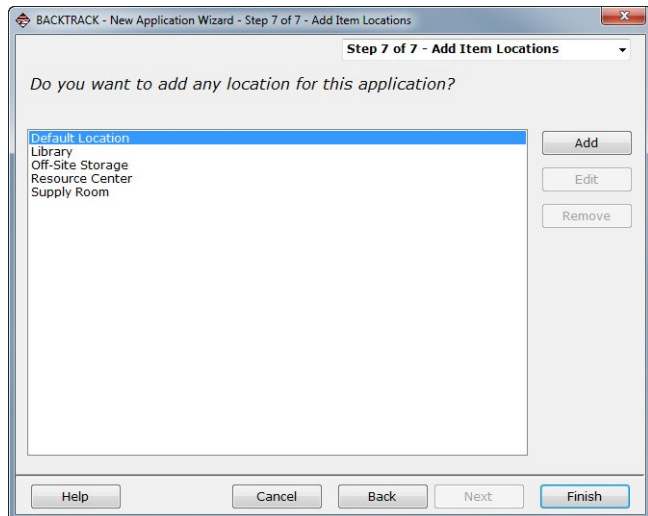 BACKTRACK - New Application Wizard - Step 7 of 7 - Add Item Locations
Step 7 of 7 - Add Item Locations
Do you want to add any location for this application?
Default Location
Library
Off-Site Storage
Resource Center
Supply Room
Add
Edit
Remove
Help
Cancel
Back
Next
Finish